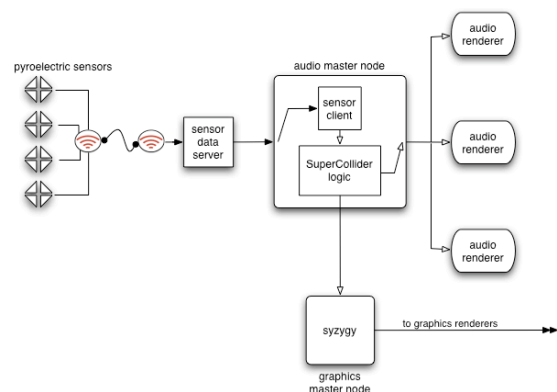 pyroelectric sensors
sensor
data
server
audio master node
sensor
client
SuperCollider
logic
audio
renderer
audio
renderer
audio
renderer
syzygy
to graphics renderers
graphics
master node